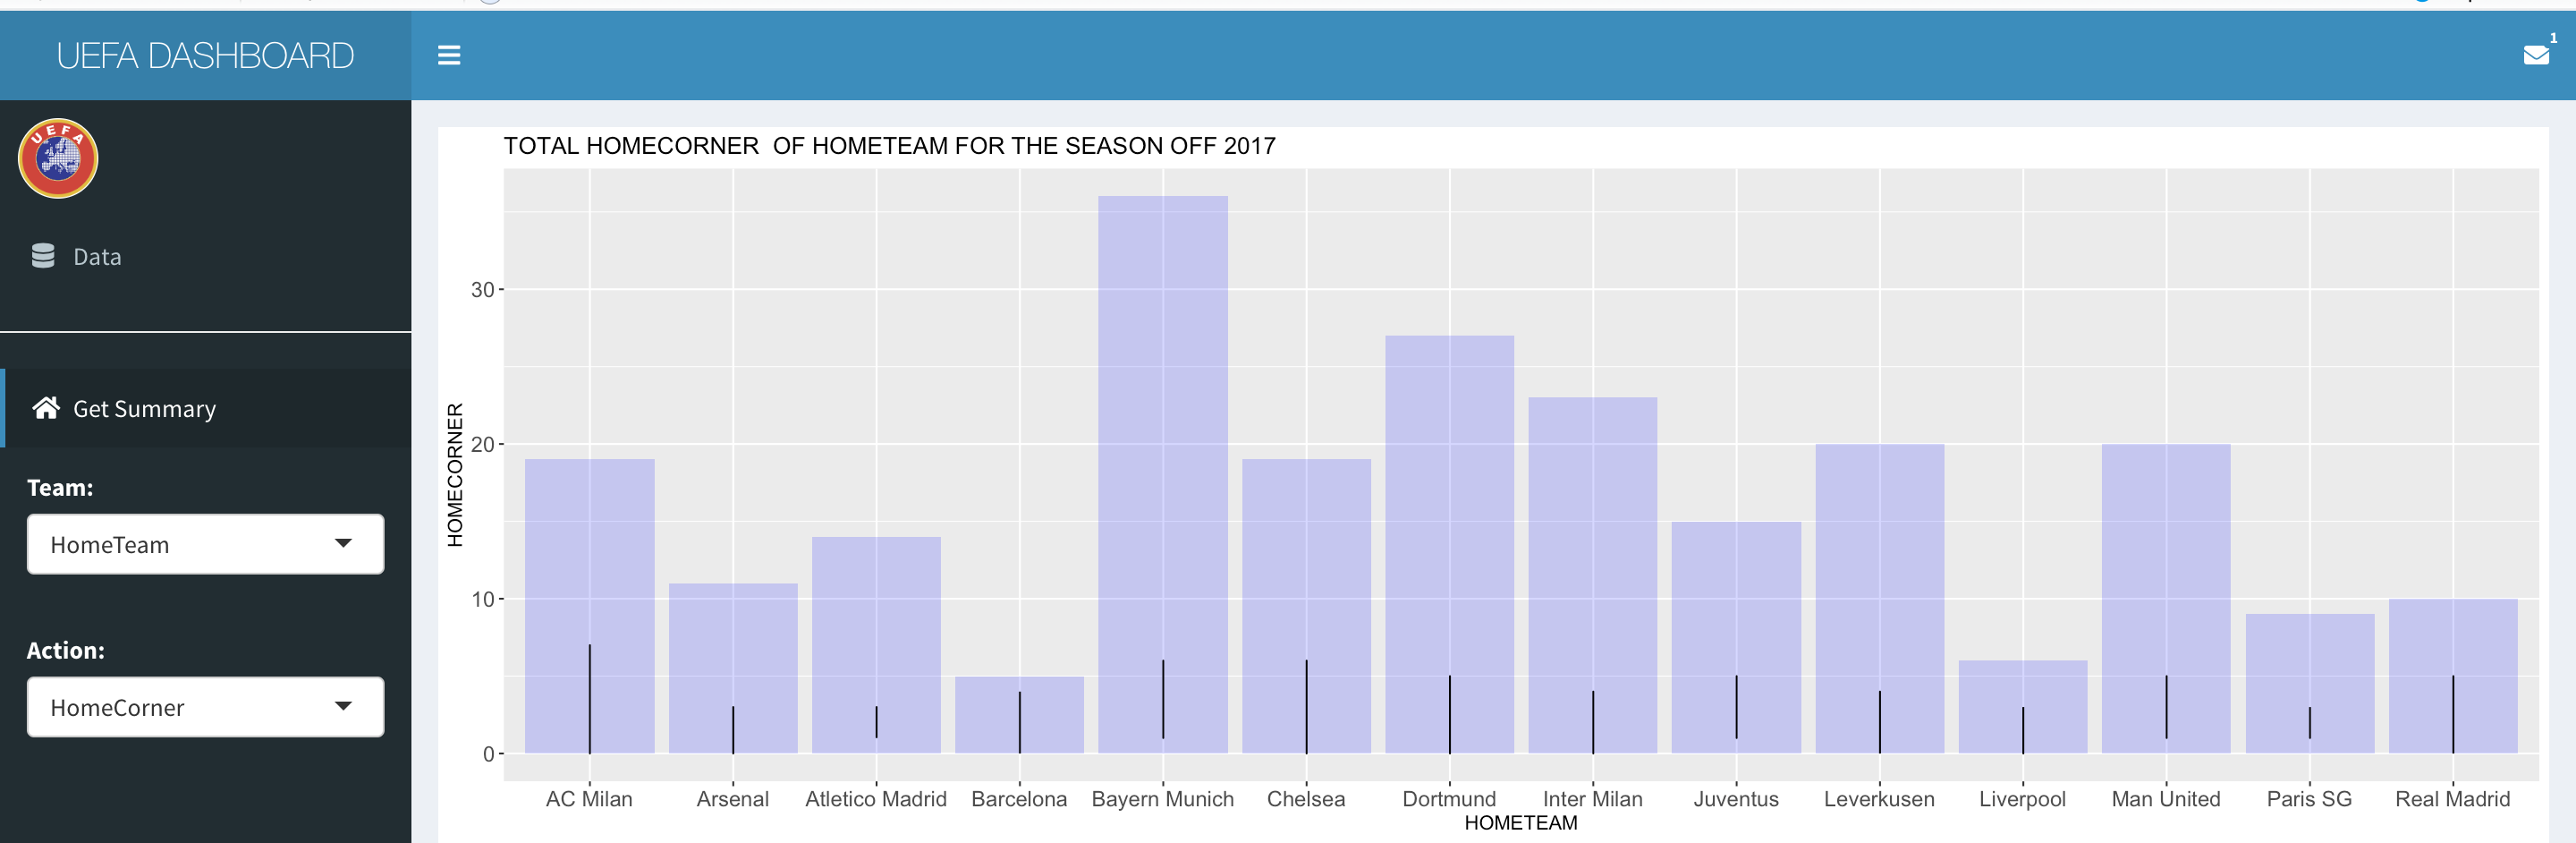 UEFA DASHBOARD
1
UEFA
Data
Get Summary
Team:
HomeTeam
Action:
HomeCorner
TOTAL HOMECORNER  OF HOMETEAM FOR THE SEASON OFF 2017
HOMECORNER
30
20
10
0
AC Milan Arsenal Atletico Madrid Barcelona Bayern Munich Chelsea Dortmund Inter Milan Juventus Leverkusen Liverpool Man United Paris SG Real Madrid
HOMETEAM